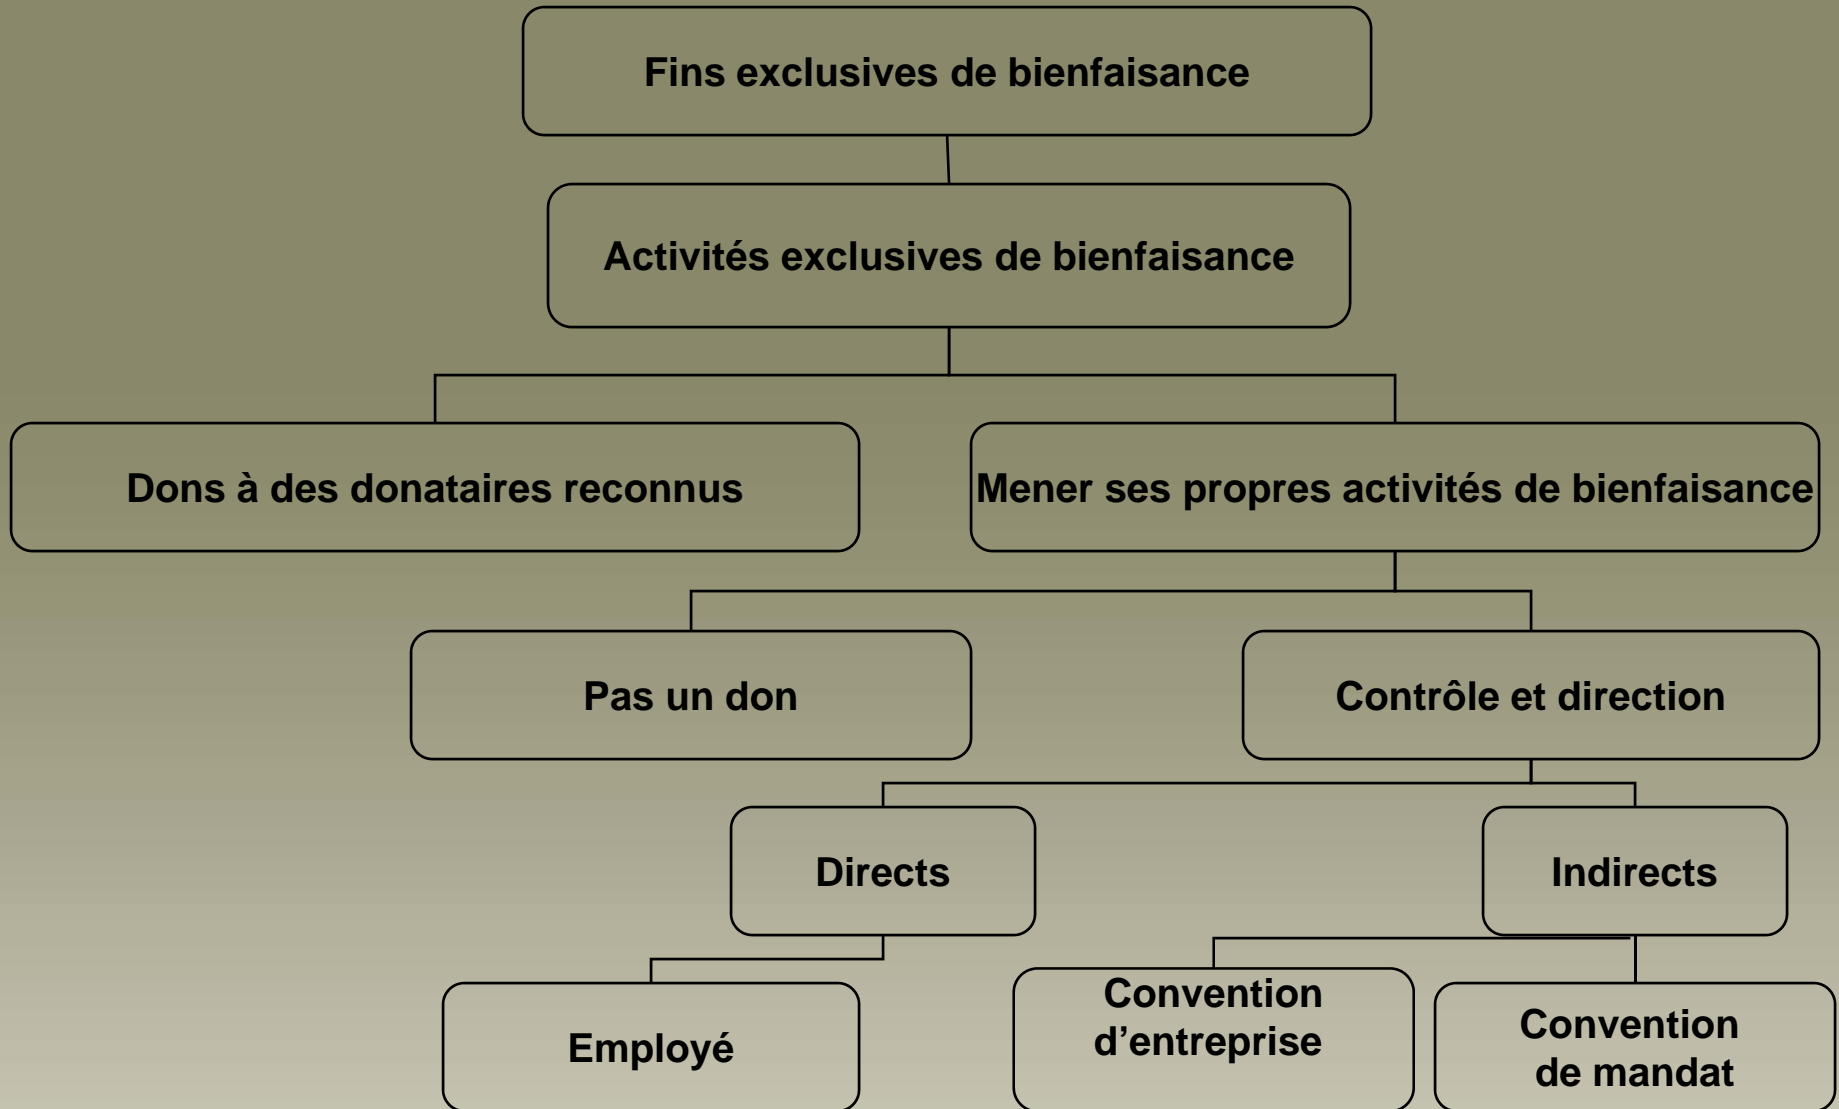 Fins exclusives de bienfaisance
Activités exclusives de bienfaisance
Dons à des donataires reconnus
Mener ses propres activités de bienfaisance
Pas un don
Contrôle et direction
Directs
Indirects
Employé
Convention
d’entreprise
Convention
de mandat